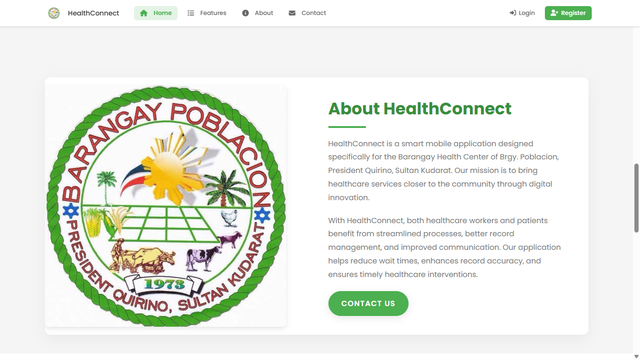 HealthConnect
Home
Features
About
Contact
Login
Register
BARANGAY POBLACION
PRESIDENT QUIRINO, SULTAN KUDARAT
1973
About HealthConnect
HealthConnect is a smart mobile application designed
specifically for the Barangay Health Center of Brgy. Poblacion,
President Quirino, Sultan Kudarat. Our mission is to bring
healthcare services closer to the community through digital
innovation.
With HealthConnect, both healthcare workers and patients
benefit from streamlined processes, better record
management, and improved communication. Our application
helps reduce wait times, enhances record accuracy, and
ensures timely healthcare interventions.
CONTACT US